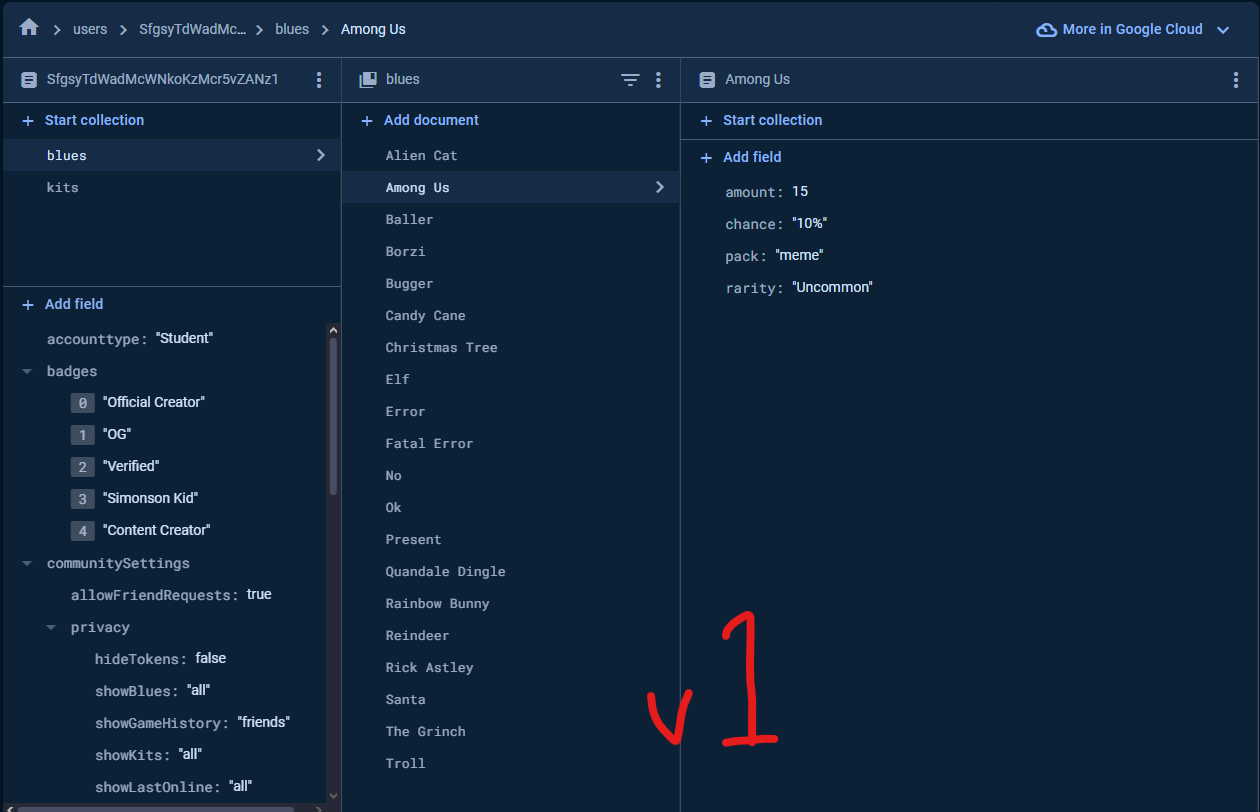 users
SfgsyTdWadMc...
blues
Among Us
More in Google Cloud
SfgsyTdWadMcWNkoKzMcr5vZANz1
Start collection
blues
kits
Add field
accounttype: "Student"
badges
0 "Official Creator"
1 "OG"
2 "Verified"
3 "Simonson Kid"
4 "Content Creator"
communitySettings
allowFriendRequests: true
privacy
hideTokens: false
showBlues: "all"
showGameHistory: "friends"
showKits: "all"
showLastOnline: "all"
blues
Add document
Alien Cat
Among Us
Baller
Borzi
Bugger
Candy Cane
Christmas Tree
Elf
Error
Fatal Error
No
Ok
Present
Quandale Dingle
Rainbow Bunny
Reindeer
Rick Astley
Santa
The Grinch
Troll
Among Us
Start collection
Add field
amount: 15
chance: "10%"
pack: "meme"
rarity: "Uncommon"
v1